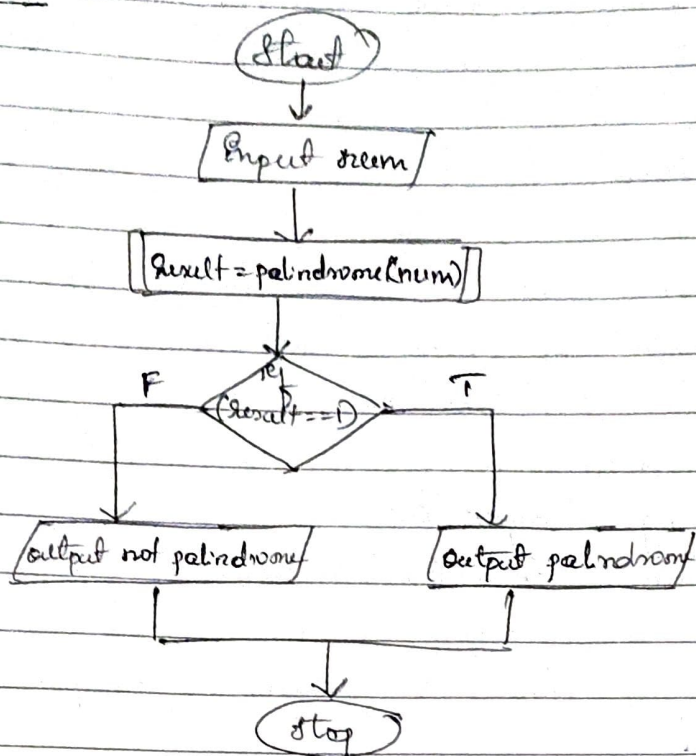 Start
Input num
Result = palindrome(num)
F
if
T
(result==1)
output not palindrome
output palindrome
stop